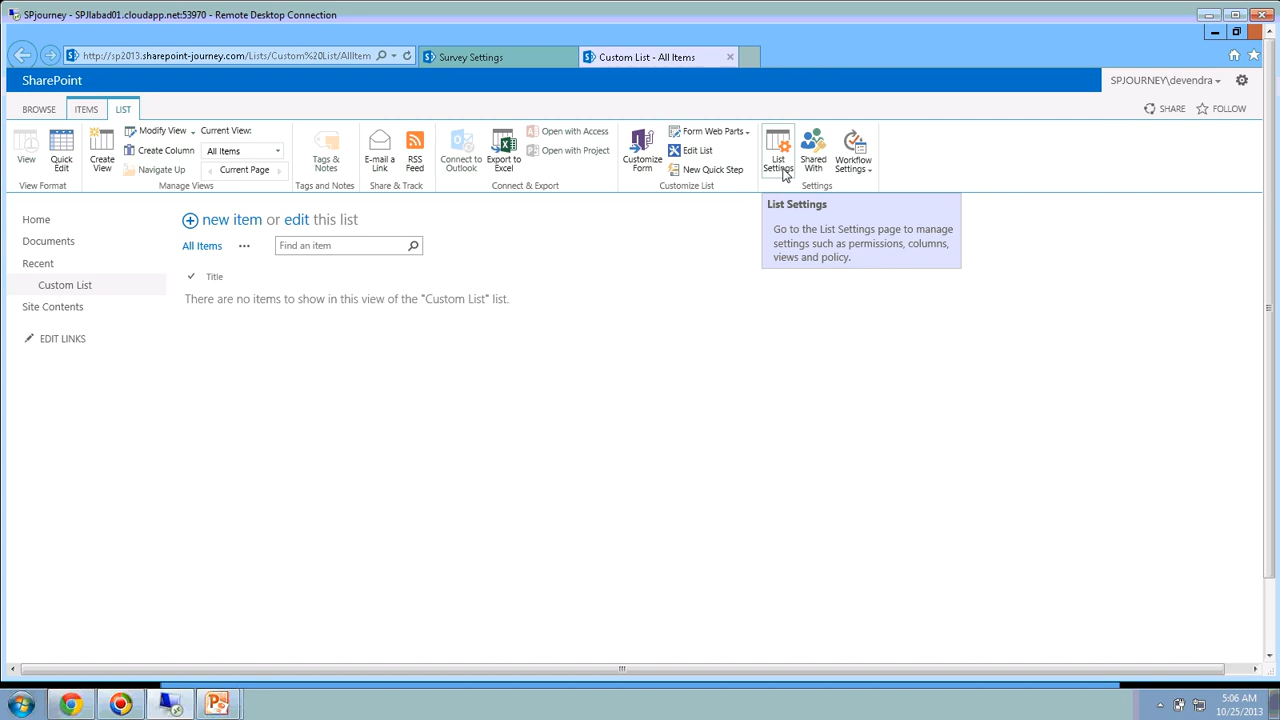 SPjourney - SPJlabad01.cloudapp.net:53970 - Remote Desktop Connection
http://sp2013.sharepoint-journey.com/Lists/Custom%20List/AllItem
Survey Settings
Custom List - All Items
SharePoint
SPJOURNEY\devendra
BROWSE ITEMS LIST
SHARE FOLLOW
View
Quick Edit
View Format
Create View
Modify View
Create Column
Navigate Up
Current View:
All Items
Current Page
Manage Views
Tags & Notes
Tags and Notes
E-mail a Link
RSS Feed
Share & Track
Connect to Outlook
Export to Excel
Open with Access
Open with Project
Connect & Export
Customize Form
Form Web Parts
Edit List
New Quick Step
Customize List
List Settings
Shared With
Workflow Settings
Settings
List Settings
Go to the List Settings page to manage
settings such as permissions, columns,
views and policy.
Home
Documents
Recent
Custom List
Site Contents
EDIT LINKS
new item or edit this list
All Items ... Find an item
Title
There are no items to show in this view of the "Custom List" list.
5:06 AM
10/25/2013